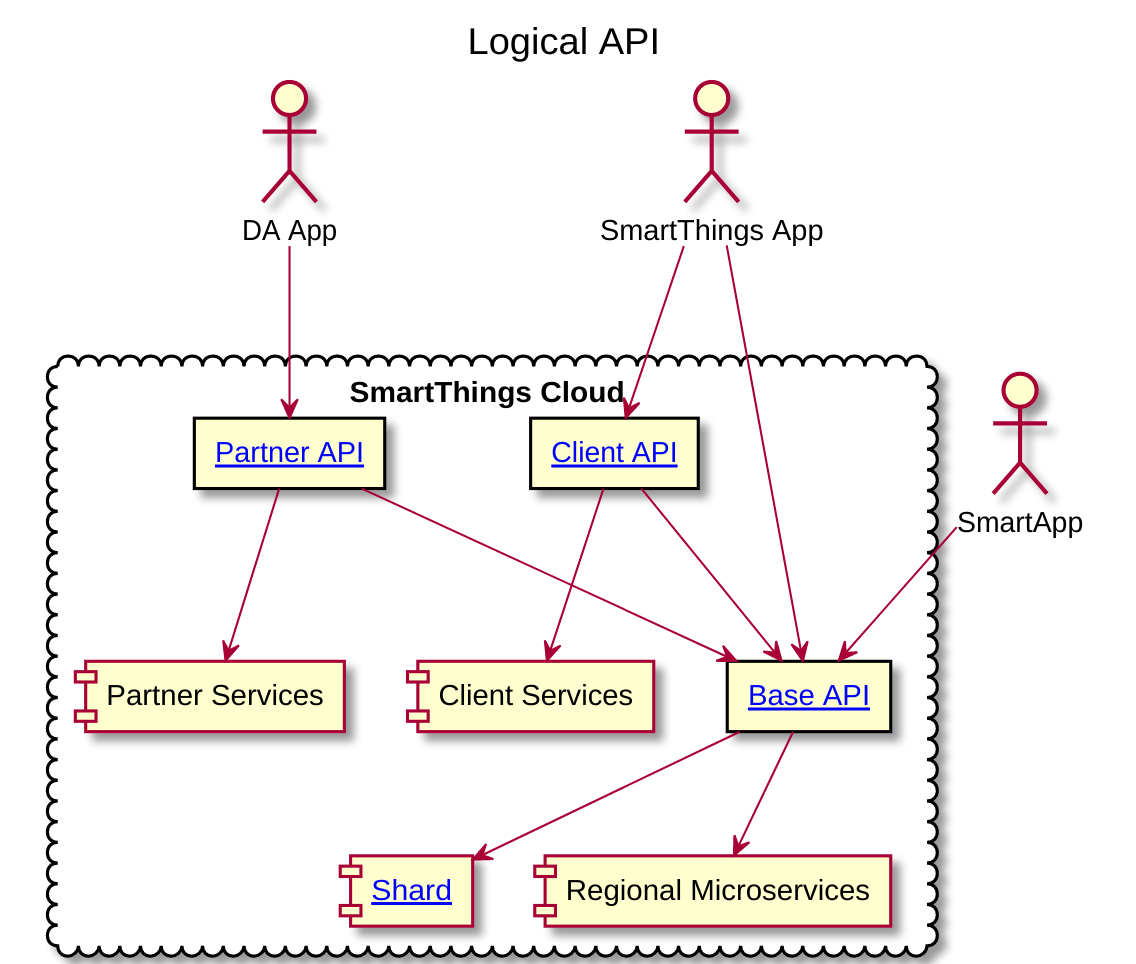 Logical API
DA App
SmartThings App
SmartThings Cloud
Partner API
Client API
SmartApp
Partner Services
Client Services
Base API
Shard
Regional Microservices